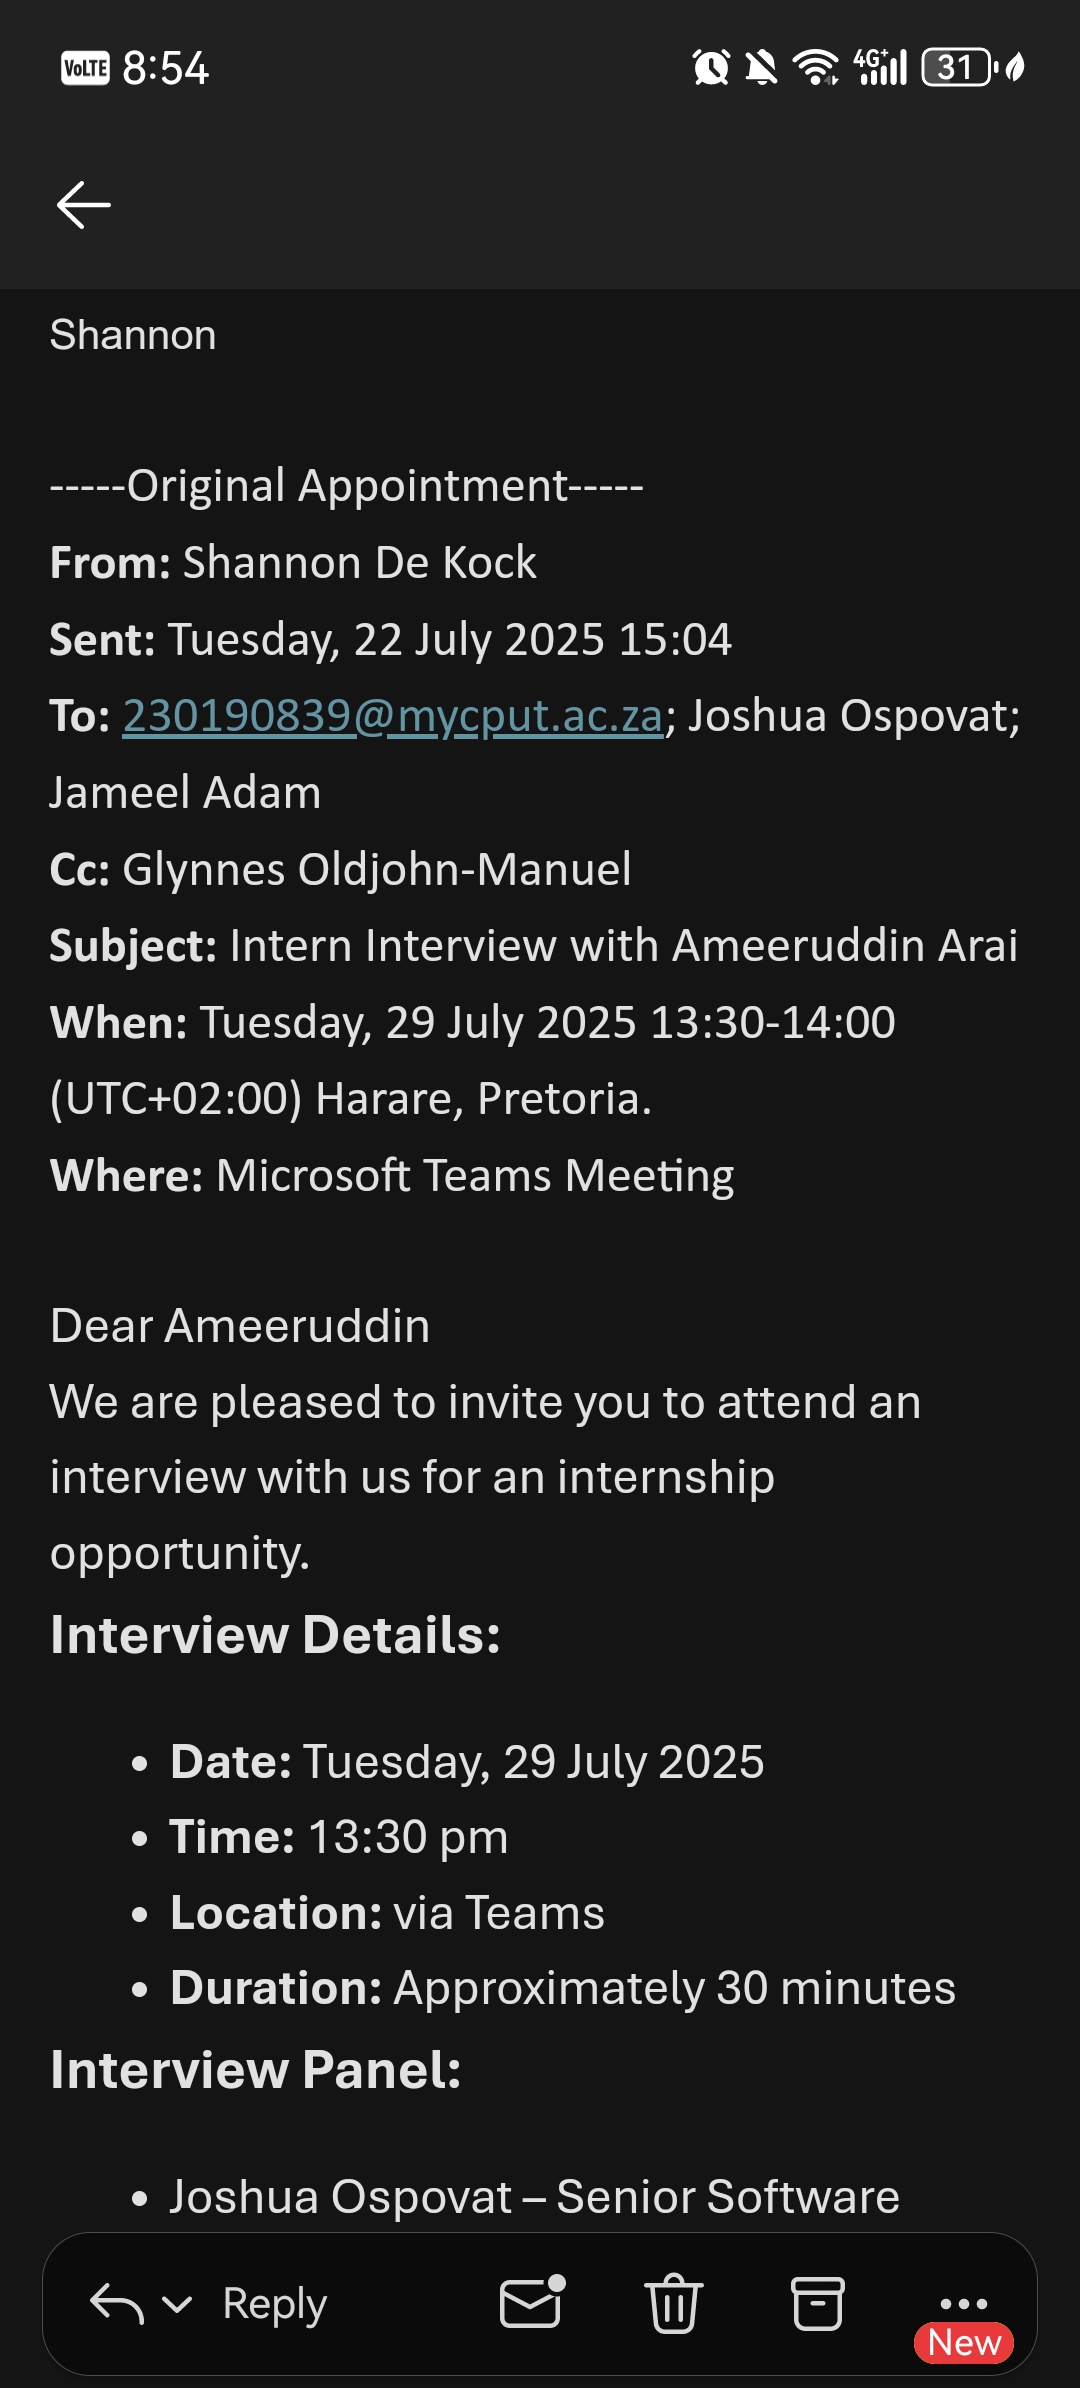 VoLTE 8:54 4G+ 31
Shannon
-----Original Appointment-----
From: Shannon De Kock
Sent: Tuesday, 22 July 2025 15:04
To: 230190839@mycput.ac.za; Joshua Ospovat;
Jameel Adam
Cc: Glynnes Oldjohn-Manuel
Subject: Intern Interview with Ameeruddin Arai
When: Tuesday, 29 July 2025 13:30-14:00
(UTC+02:00) Harare, Pretoria.
Where: Microsoft Teams Meeting
Dear Ameeruddin
We are pleased to invite you to attend an
interview with us for an internship
opportunity.
Interview Details:
• Date: Tuesday, 29 July 2025
• Time: 13:30 pm
• Location: via Teams
• Duration: Approximately 30 minutes
Interview Panel:
• Joshua Ospovat – Senior Software
Reply
New